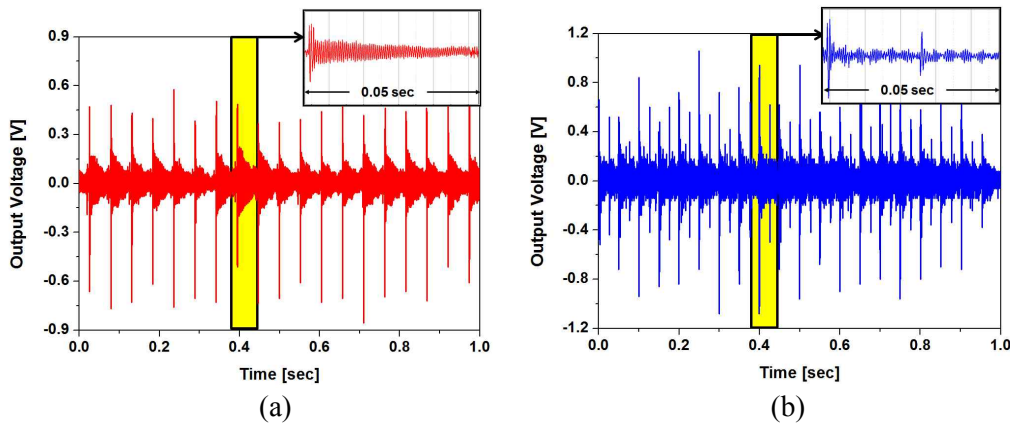 0.05 sec
Output Voltage [V]
0.9
0.6
0.3
0.0
-0.3
-0.6
-0.9
0.0 0.2 0.4 0.6 0.8 1.0
Time [sec]
(a)
0.05 sec
Output Voltage [V]
1.2
0.8
0.4
0.0
-0.4
-0.8
-1.2
0.0 0.2 0.4 0.6 0.8 1.0
Time [sec]
(b)